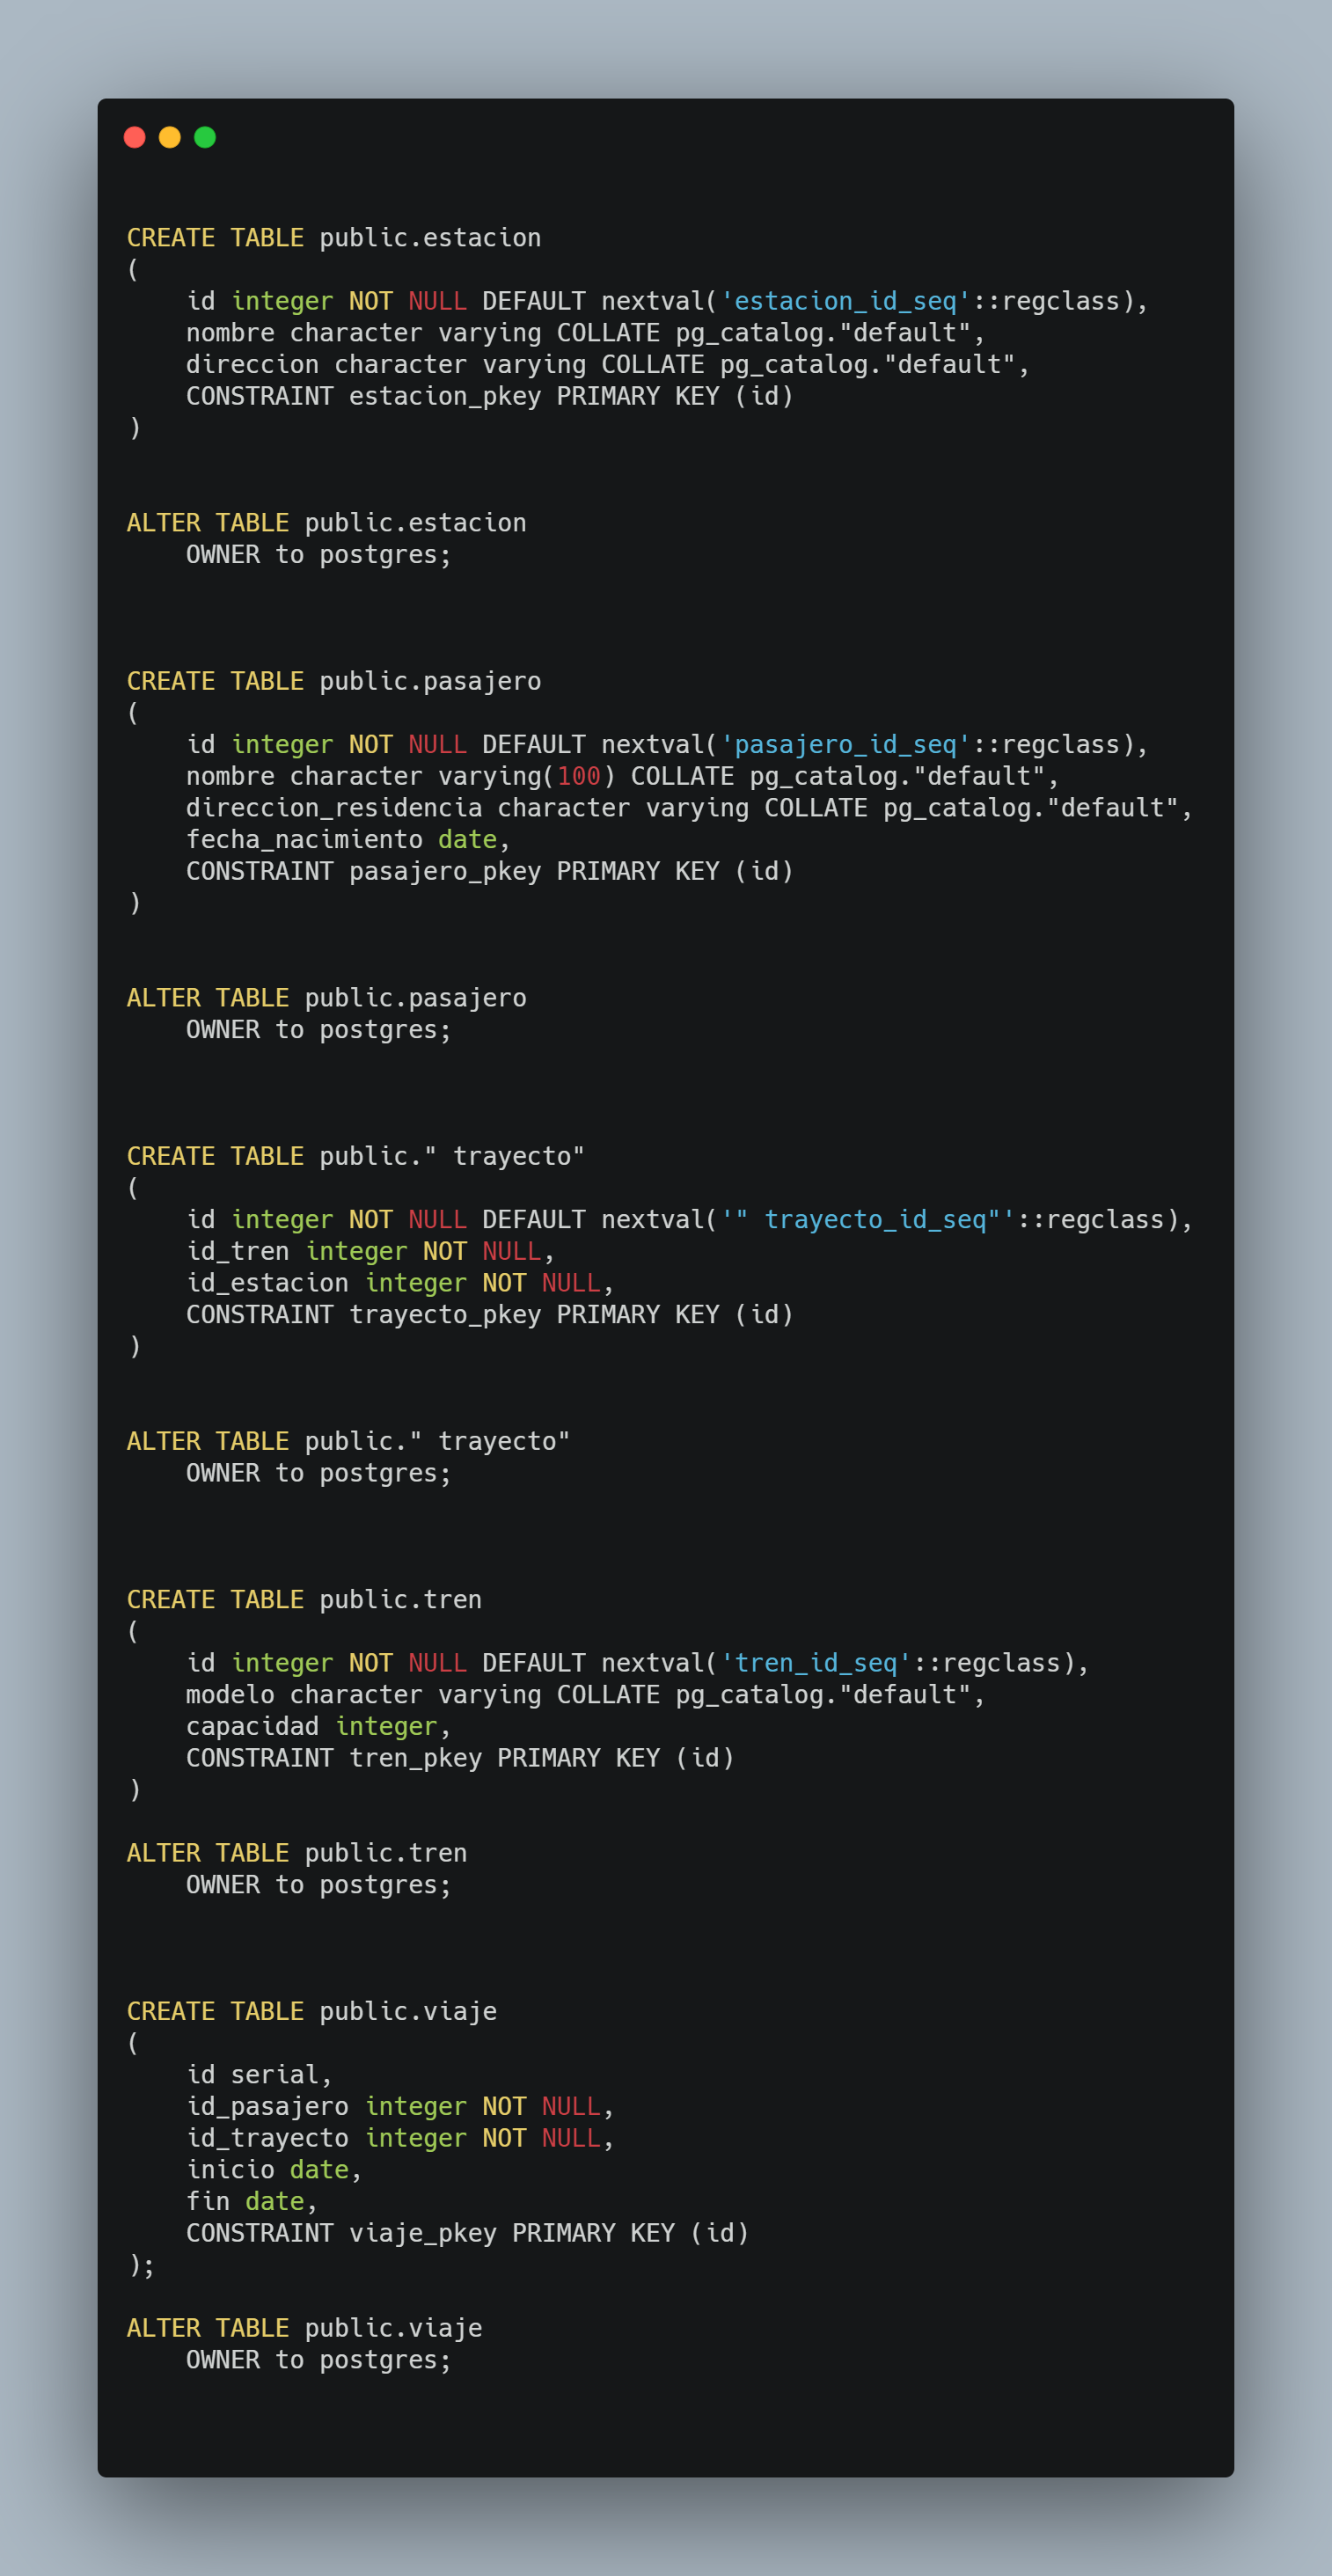 CREATE TABLE public.estacion
(
    id integer NOT NULL DEFAULT nextval('estacion_id_seq'::regclass),
    nombre character varying COLLATE pg_catalog."default",
    direccion character varying COLLATE pg_catalog."default",
    CONSTRAINT estacion_pkey PRIMARY KEY (id)
)
ALTER TABLE public.estacion
    OWNER to postgres;
CREATE TABLE public.pasajero
(
    id integer NOT NULL DEFAULT nextval('pasajero_id_seq'::regclass),
    nombre character varying(100) COLLATE pg_catalog."default",
    direccion_residencia character varying COLLATE pg_catalog."default",
    fecha_nacimiento date,
    CONSTRAINT pasajero_pkey PRIMARY KEY (id)
)
ALTER TABLE public.pasajero
    OWNER to postgres;
CREATE TABLE public." trayecto"
(
    id integer NOT NULL DEFAULT nextval('" trayecto_id_seq"'::regclass),
    id_tren integer NOT NULL,
    id_estacion integer NOT NULL,
    CONSTRAINT trayecto_pkey PRIMARY KEY (id)
)
ALTER TABLE public." trayecto"
    OWNER to postgres;
CREATE TABLE public.tren
(
    id integer NOT NULL DEFAULT nextval('tren_id_seq'::regclass),
    modelo character varying COLLATE pg_catalog."default",
    capacidad integer,
    CONSTRAINT tren_pkey PRIMARY KEY (id)
)
ALTER TABLE public.tren
    OWNER to postgres;
CREATE TABLE public.viaje
(
    id serial,
    id_pasajero integer NOT NULL,
    id_trayecto integer NOT NULL,
    inicio date,
    fin date,
    CONSTRAINT viaje_pkey PRIMARY KEY (id)
);
ALTER TABLE public.viaje
    OWNER to postgres;